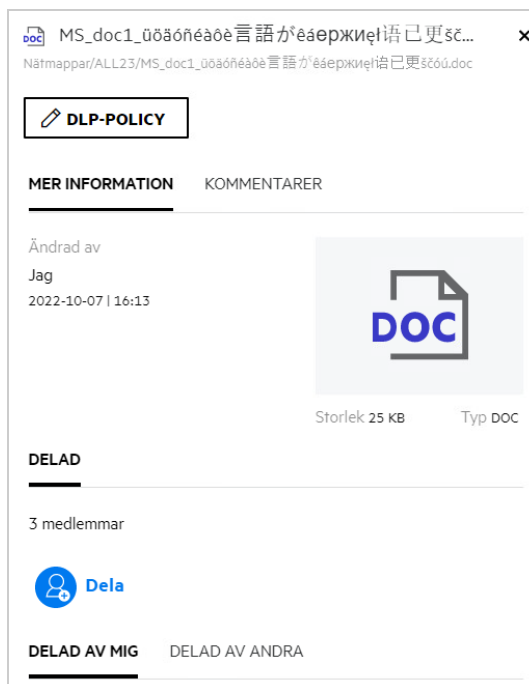 DOC MS_doc1_üöäóñéàôè言語がêáөржиęł语已更šč...
Nätmappar/ALL23/MS_doc1_üöäóñéàôè言語がêáөржиęł语已更ščóú.doc
DLP-POLICY
MER INFORMATION KOMMENTARER
Ändrad av
Jag
2022-10-07 | 16:13
DOC
Storlek 25 KB Typ DOC
DELAD
3 medlemmar
Dela
DELAD AV MIG DELAD AV ANDRA